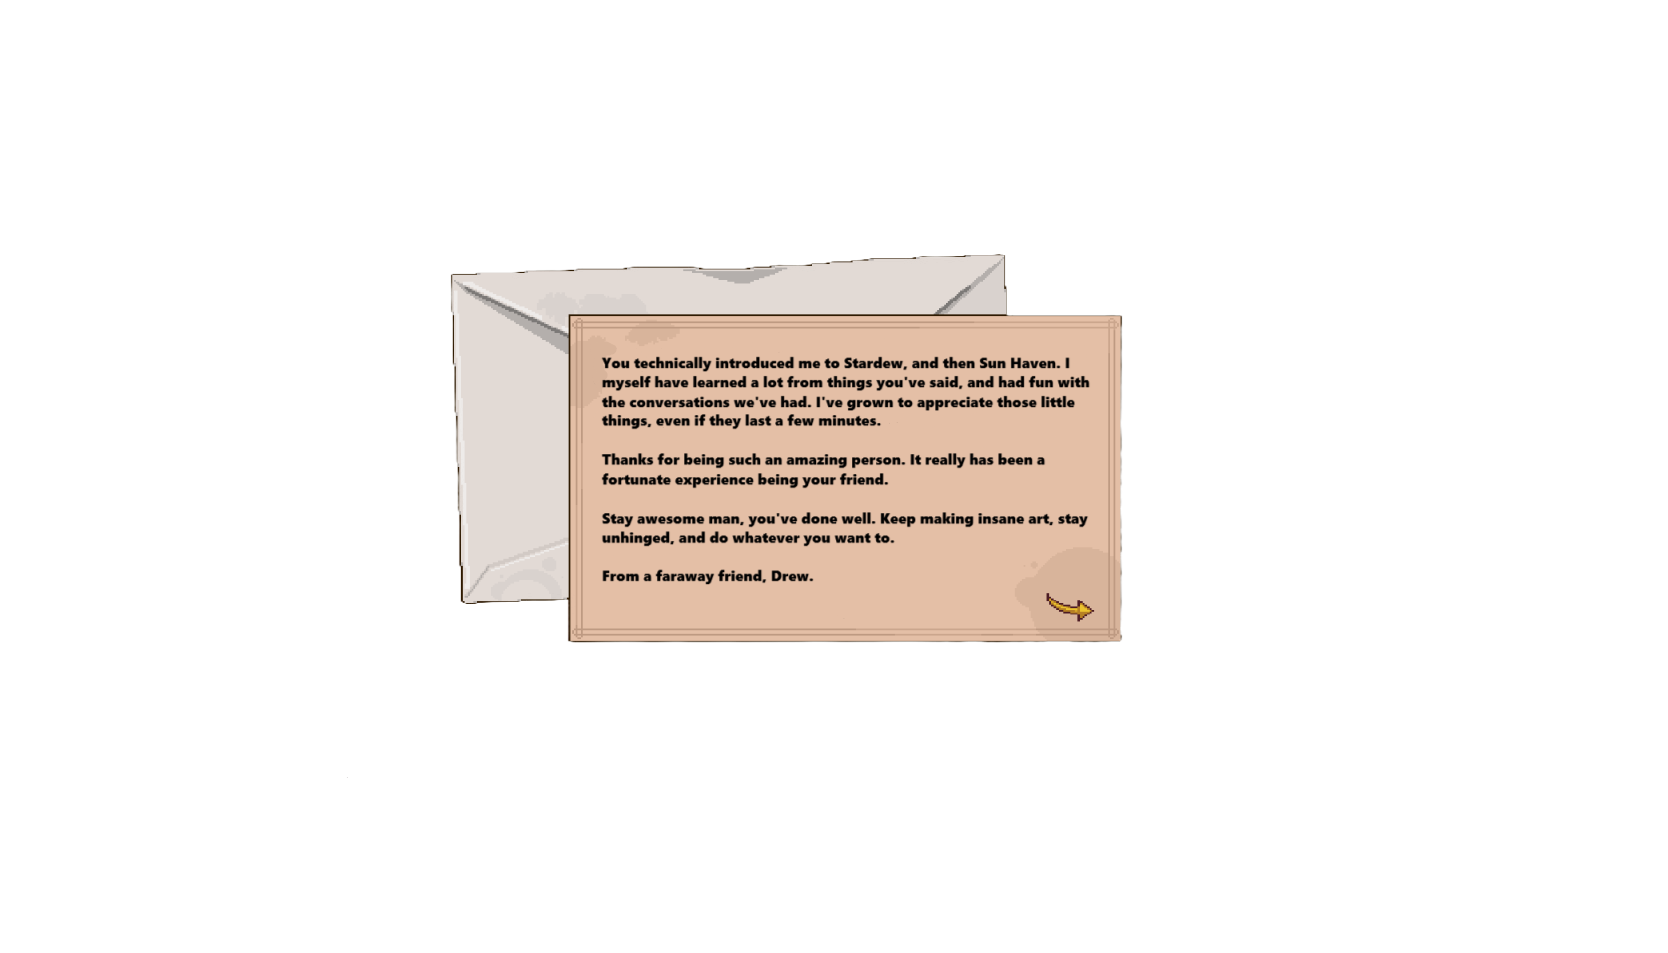 You technically introduced me to Stardew, and then Sun Haven. I
myself have learned a lot from things you've said, and had fun with
the conversations we've had. I've grown to appreciate those little
things, even if they last a few minutes.
Thanks for being such an amazing person. It really has been a
fortunate experience being your friend.
Stay awesome man, you've done well. Keep making insane art, stay
unhinged, and do whatever you want to.
From a faraway friend, Drew.